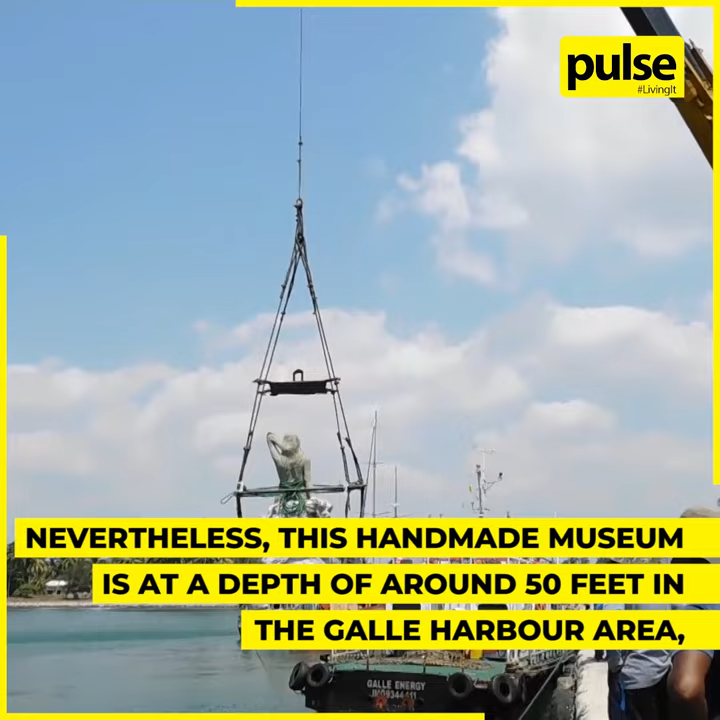 pulse
#LivingIt
NEVERTHELESS, THIS HANDMADE MUSEUM
IS AT A DEPTH OF AROUND 50 FEET IN
THE GALLE HARBOUR AREA,
GALLE ENERGY